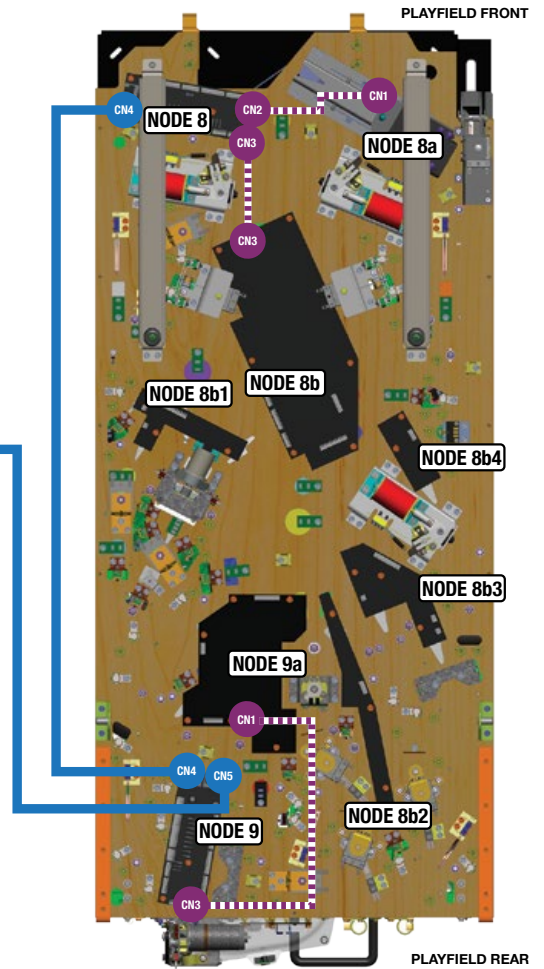 PLAYFIELD FRONT
CN4
NODE 8
CN2
CN1
CN3
NODE 8a
CN3
NODE 8b
NODE 8b1
NODE 8b4
NODE 8b3
NODE 9a
CN1
CN4
CN5
NODE 8b2
NODE 9
CN3
PLAYFIELD REAR